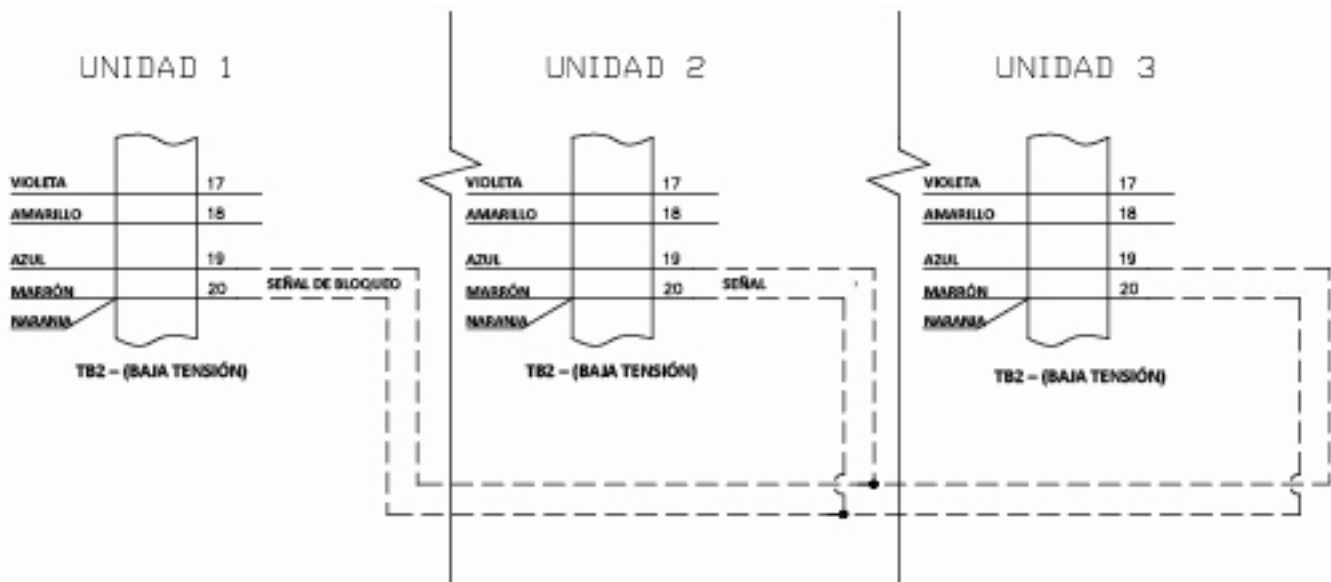 UNIDAD 1
VIOLETA 17
AMARILLO 18
AZUL 19
MARRÓN 20 SEÑAL DE BLOQUEO
NARANJA
TB2 – (BAJA TENSIÓN)
UNIDAD 2
VIOLETA 17
AMARILLO 18
AZUL 19
MARRÓN 20 SEÑAL
NARANJA
TB2 – (BAJA TENSIÓN)
UNIDAD 3
VIOLETA 17
AMARILLO 18
AZUL 19
MARRÓN 20
NARANJA
TB2 – (BAJA TENSIÓN)